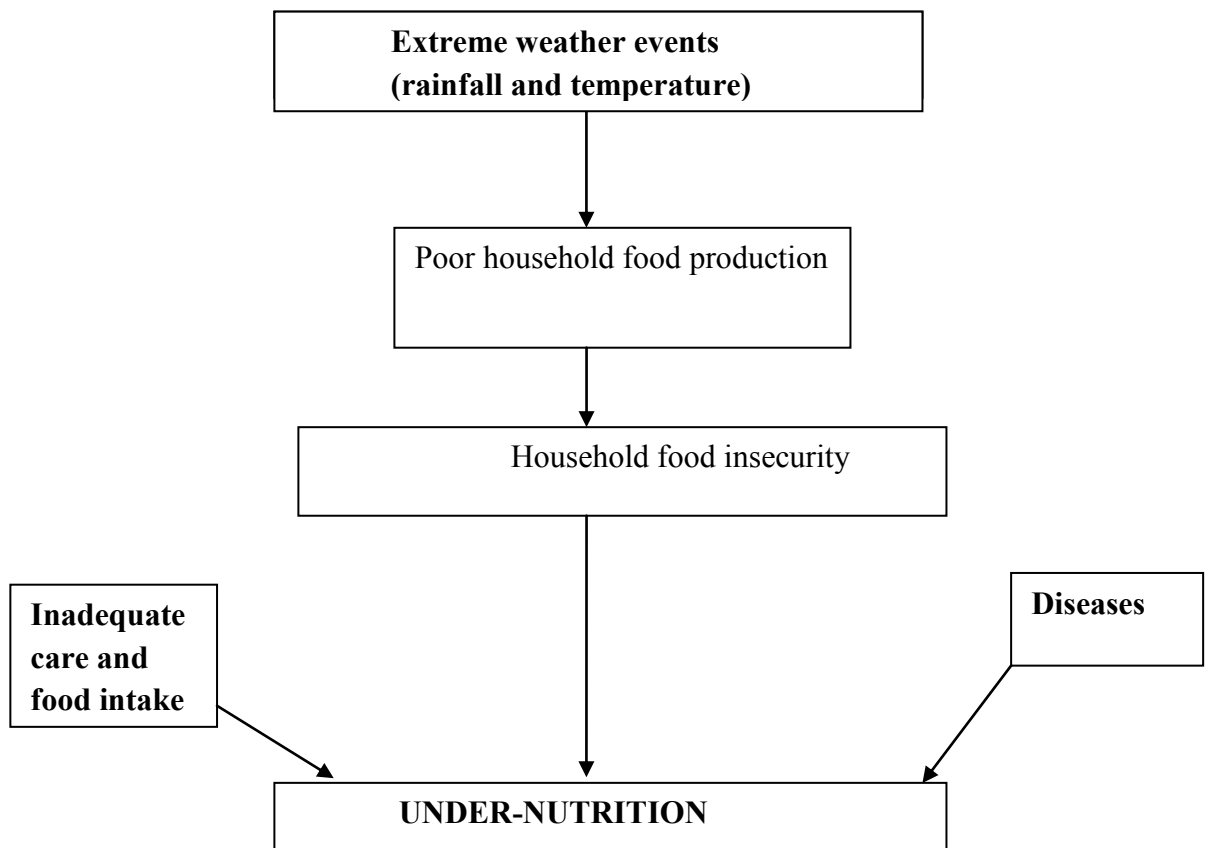 Extreme weather events
(rainfall and temperature)
Poor household food production
Household food insecurity
Inadequate
care and
food intake
Diseases
UNDER-NUTRITION